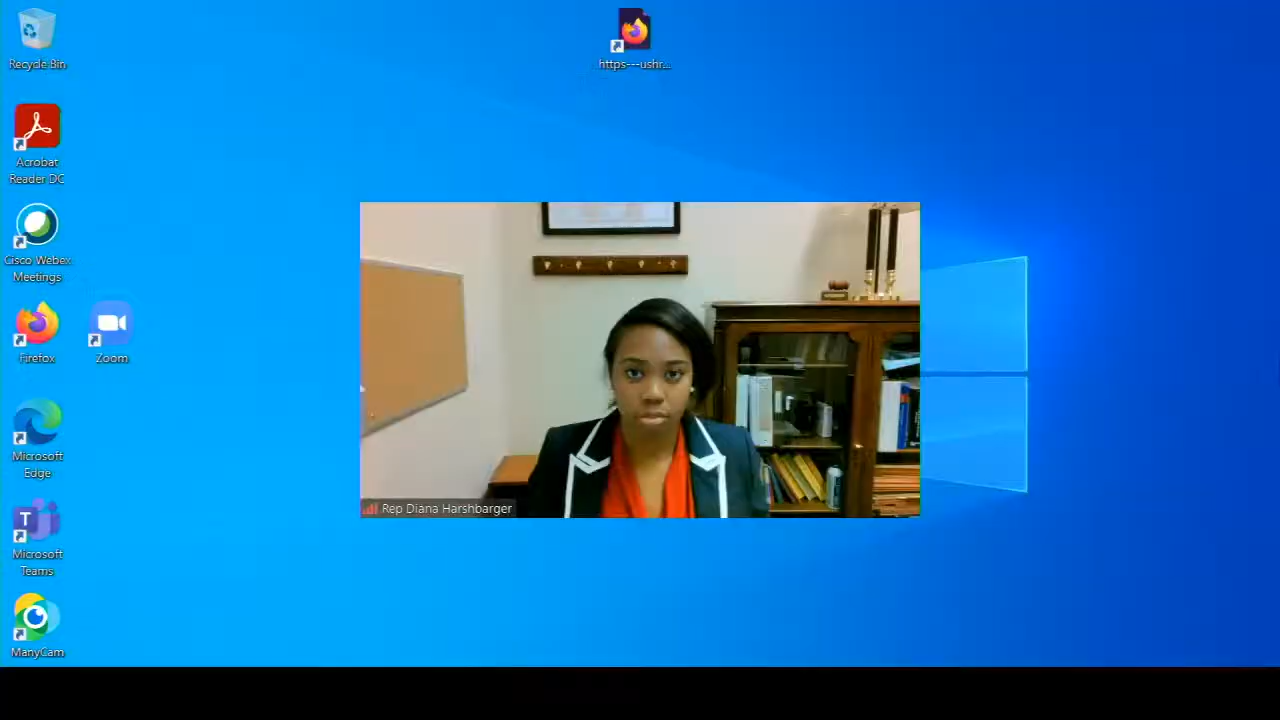 Recycle Bin
https---ushr...
Acrobat
Reader DC
Cisco Webex
Meetings
Firefox
Zoom
Microsoft
Edge
T
Microsoft
Teams
ManyCam
Rep Diana Harshbarger